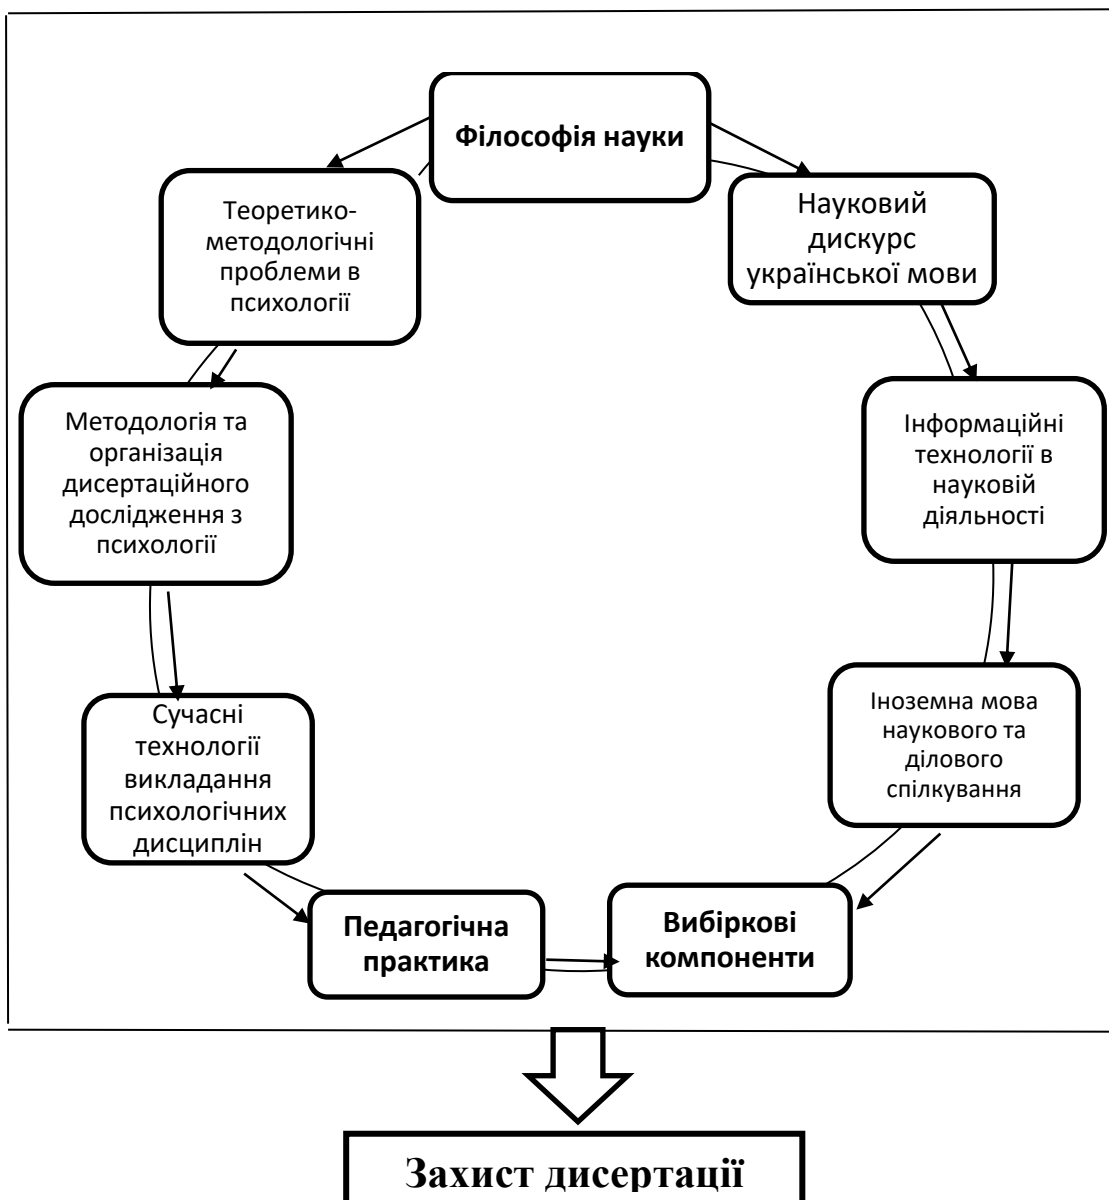 Філософія науки
Теоретико-
методологічні
проблеми в
психології
Науковий
дискурс
української мови
Методологія та
організація
дисертаційного
дослідження з
психології
Інформаційні
технології в
науковій
діяльності
Сучасні
технології
викладання
психологічних
дисциплін
Іноземна мова
наукового та
ділового
спілкування
Педагогічна
практика
Вибіркові
компоненти
Захист дисертації